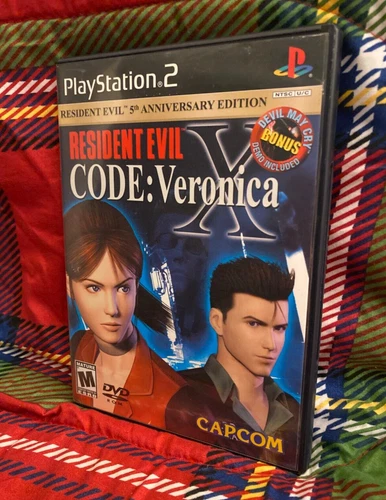 PlayStation®2
NTSC U/C
RESIDENT EVIL™ 5th ANNIVERSARY EDITION
DEVIL MAY CRY
BONUS
DEMO INCLUDED
RESIDENT EVIL
CODE:Veronica
X
MATURE
M
DVD
CAPCOM